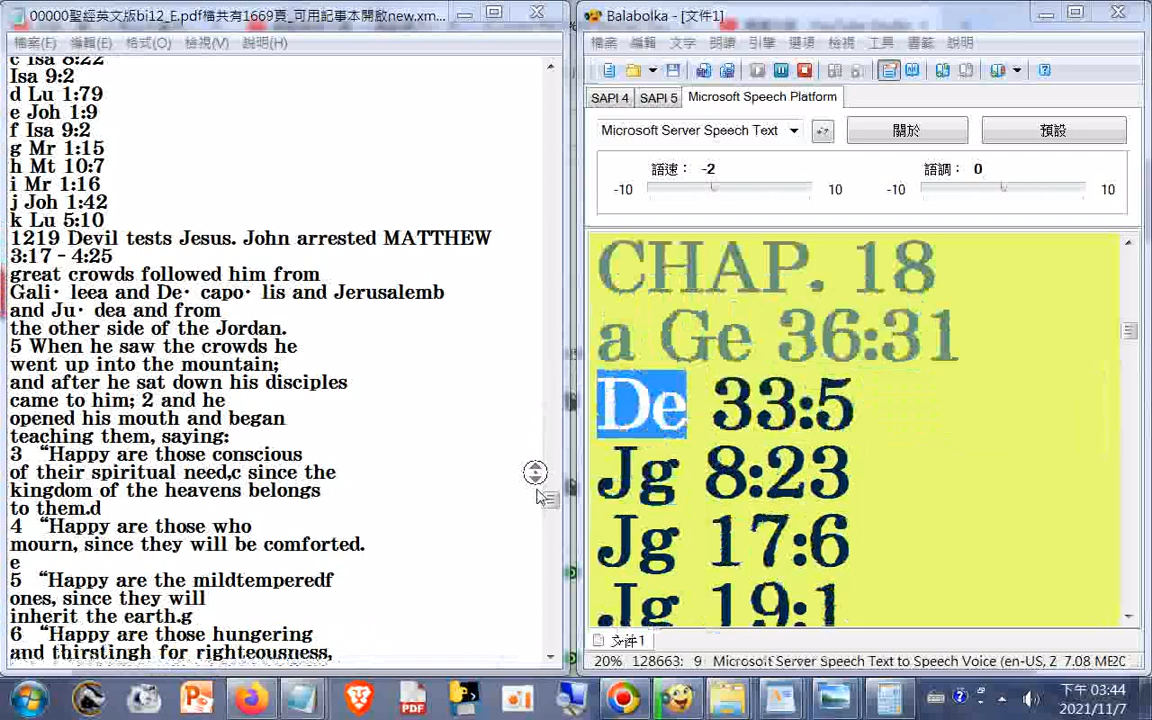 00000聖經英文版bi12_E.pdf檔共有1669頁_可用記事本開啟new.xm...
檔案(F) 編輯(E) 格式(O) 檢視(V) 說明(H)
c Isa 8:22
Isa 9:2
d Lu 1:79
e Joh 1:9
f Isa 9:2
g Mr 1:15
h Mt 10:7
i Mr 1:16
j Joh 1:42
k Lu 5:10
1219 Devil tests Jesus. John arrested MATTHEW
3:17 - 4:25
great crowds followed him from
Gali· leea and De· capo· lis and Jerusalemb
and Ju· dea and from
the other side of the Jordan.
5 When he saw the crowds he
went up into the mountain;
and after he sat down his disciples
came to him; 2 and he
opened his mouth and began
teaching them, saying:
3 “Happy are those conscious
of their spiritual need,c since the
kingdom of the heavens belongs
to them.d
4 “Happy are those who
mourn, since they will be comforted.
e
5 “Happy are the mildtemperedf
ones, since they will
inherit the earth.g
6 “Happy are those hungering
and thirstingh for righteousness,
Balabolka - [文件1]
檔案 編輯 文字 朗讀 引擎 選項 檢視 工具 書籤 說明
SAPI 4 SAPI 5 Microsoft Speech Platform
Microsoft Server Speech Text 關於 預設
語速： -2 語調： 0
-10 10 -10 10
CHAP. 18
a Ge 36:31
De 33:5
Jg 8:23
Jg 17:6
Jg 19:1
文件1
20% 128663: 9 Microsoft Server Speech Text to Speech Voice (en-US, 2 7.08 ME2C
PDF
下午 03:44
2021/11/7